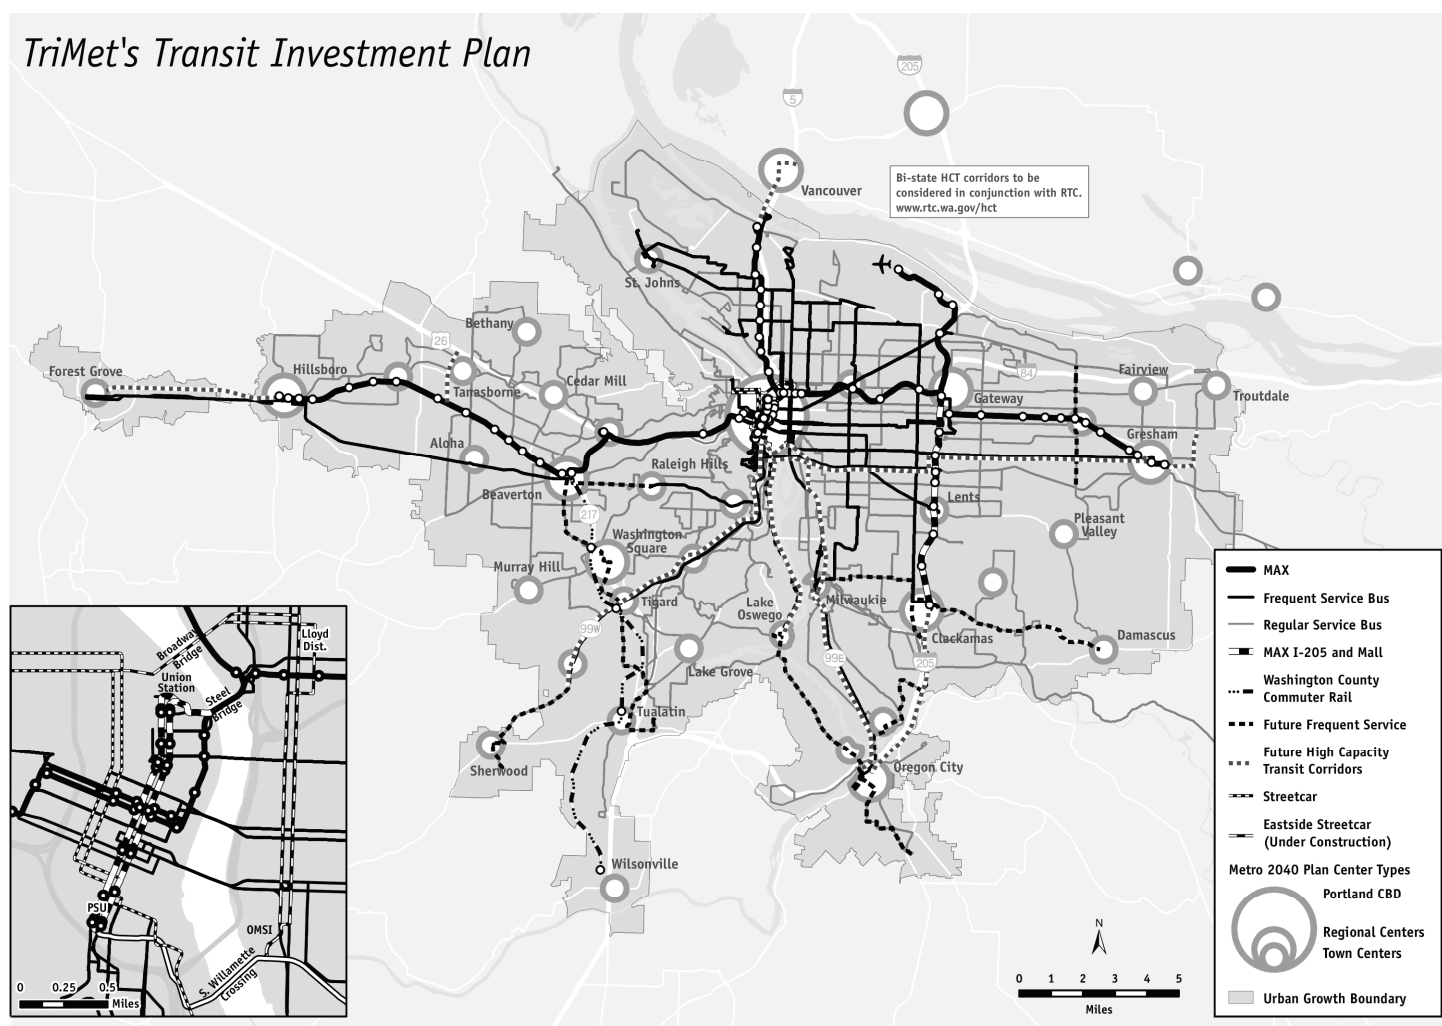 TriMet's Transit Investment Plan
205
5
Bi-state HCT corridors to be
considered in conjunction with RTC.
www.rtc.wa.gov/hct
Vancouver
St. Johns
Bethany
26
Forest Grove
Hillsboro
Tanasborne
Cedar Mill
84
Fairview
Troutdale
Gateway
Gresham
Aloha
Raleigh Hills
Beaverton
217
Lents
Pleasant
Valley
Washington
Square
Murray Hill
Tigard
Lake
Oswego
Milwaukie
99W
Clackamas
Damascus
99E
205
Lake Grove
Tualatin
Sherwood
Oregon City
Wilsonville
Broadway
Bridge
Lloyd
Dist.
Union
Station
Steel
Bridge
PSU
OMSI
S. Willamette
Crossing
0 0.25 0.5
Miles
N
0 1 2 3 4 5
Miles
MAX
Frequent Service Bus
Regular Service Bus
MAX I-205 and Mall
Washington County
Commuter Rail
Future Frequent Service
Future High Capacity
Transit Corridors
Streetcar
Eastside Streetcar
(Under Construction)
Metro 2040 Plan Center Types
Portland CBD
Regional Centers
Town Centers
Urban Growth Boundary